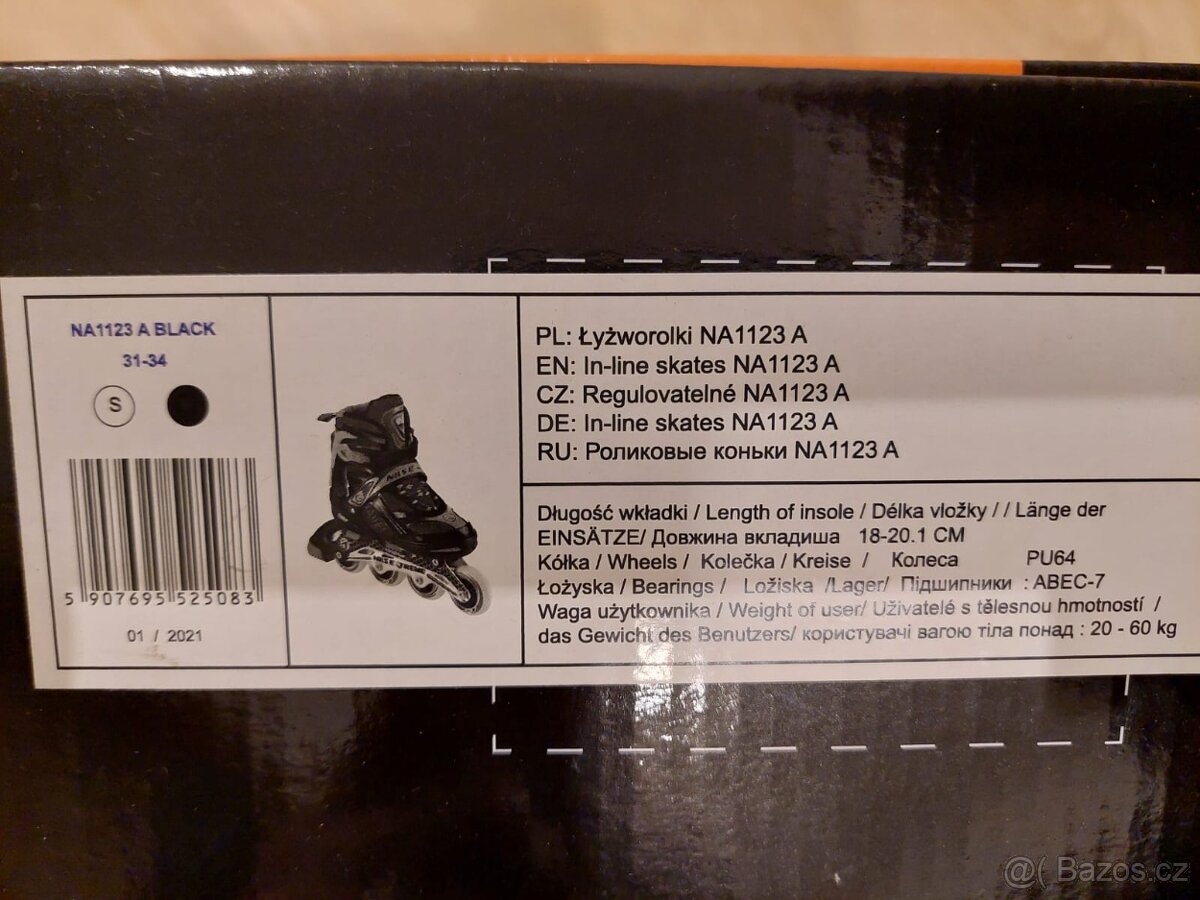 NA1123 A BLACK
31-34
S
5 907695 525083
01 / 2021
PL: Łyżworolki NA1123 A
EN: In-line skates NA1123 A
CZ: Regulovatelné NA1123 A
DE: In-line skates NA1123 A
RU: Роликовые коньки NA1123 A
Długość wkładki / Length of insole / Délka vložky / / Länge der
EINSÄTZE/ Довжина вкладиша 18-20.1 CM
Kółka / Wheels / Kolečka / Kreise / Колеса PU64
Łożyska / Bearings / Ložiska /Lager/ Підшипники : ABEC-7
Waga użytkownika / Weight of user/ Uživatelé s tělesnou hmotností /
das Gewicht des Benutzers/ користувачі вагою тіла понад : 20 - 60 kg
@( Bazos.cz